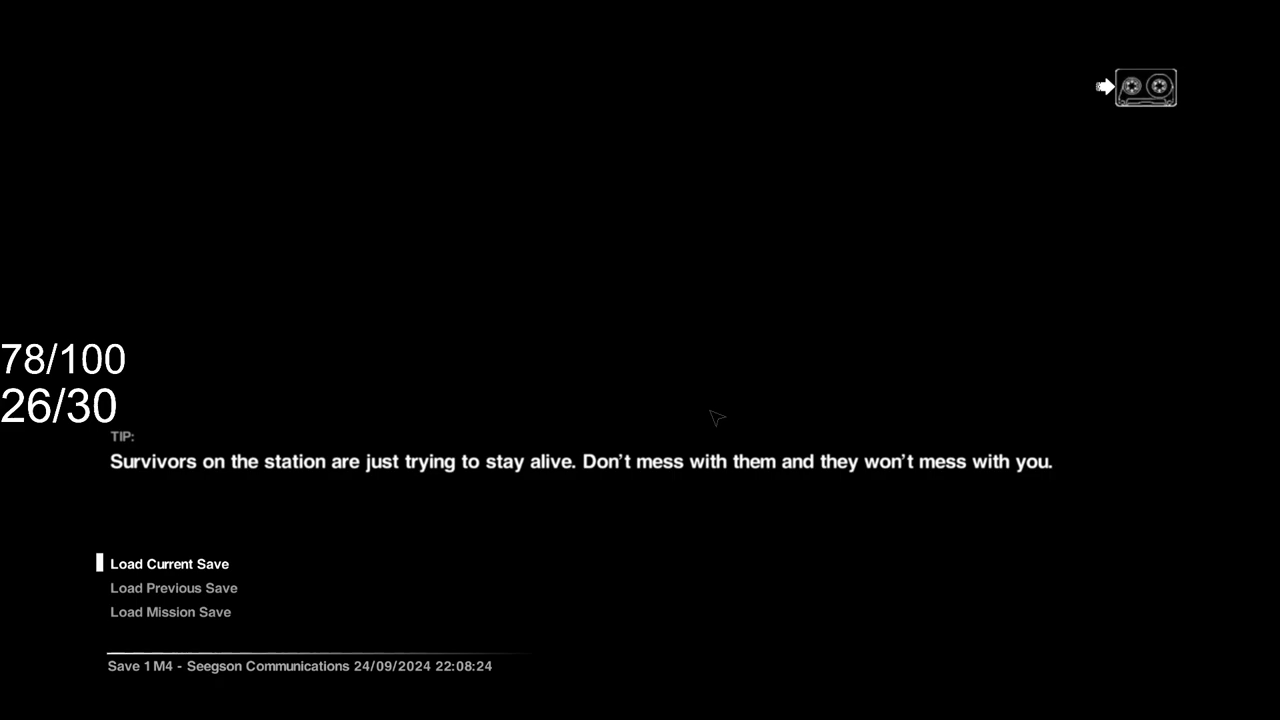 78/100
26/30
TIP:
Survivors on the station are just trying to stay alive. Don't mess with them and they won't mess with you.
Load Current Save
Load Previous Save
Load Mission Save
Save 1 M4 - Seegson Communications 24/09/2024 22:08:24